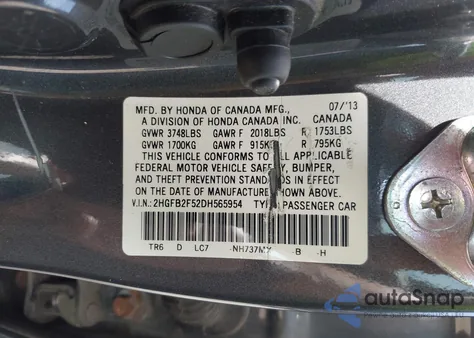 MFD. BY HONDA OF CANADA MFG., 07/13
A DIVISION OF HONDA CANADA INC. CANADA
GVWR 3748LBS GAWR F 2018LBS R 1753LBS
GVWR 1700KG GAWR F 915KG R 795KG
THIS VEHICLE CONFORMS TO ALL APPLICABLE
FEDERAL MOTOR VEHICLE SAFETY, BUMPER,
AND THEFT PREVENTION STANDARDS IN EFFECT
ON THE DATE OF MANUFACTURE SHOWN ABOVE.
V.I.N.: 2HGFB2F52DH565954 TYPE: PASSENGER CAR
TR6 D LC7 NH737M B H
autoSnap